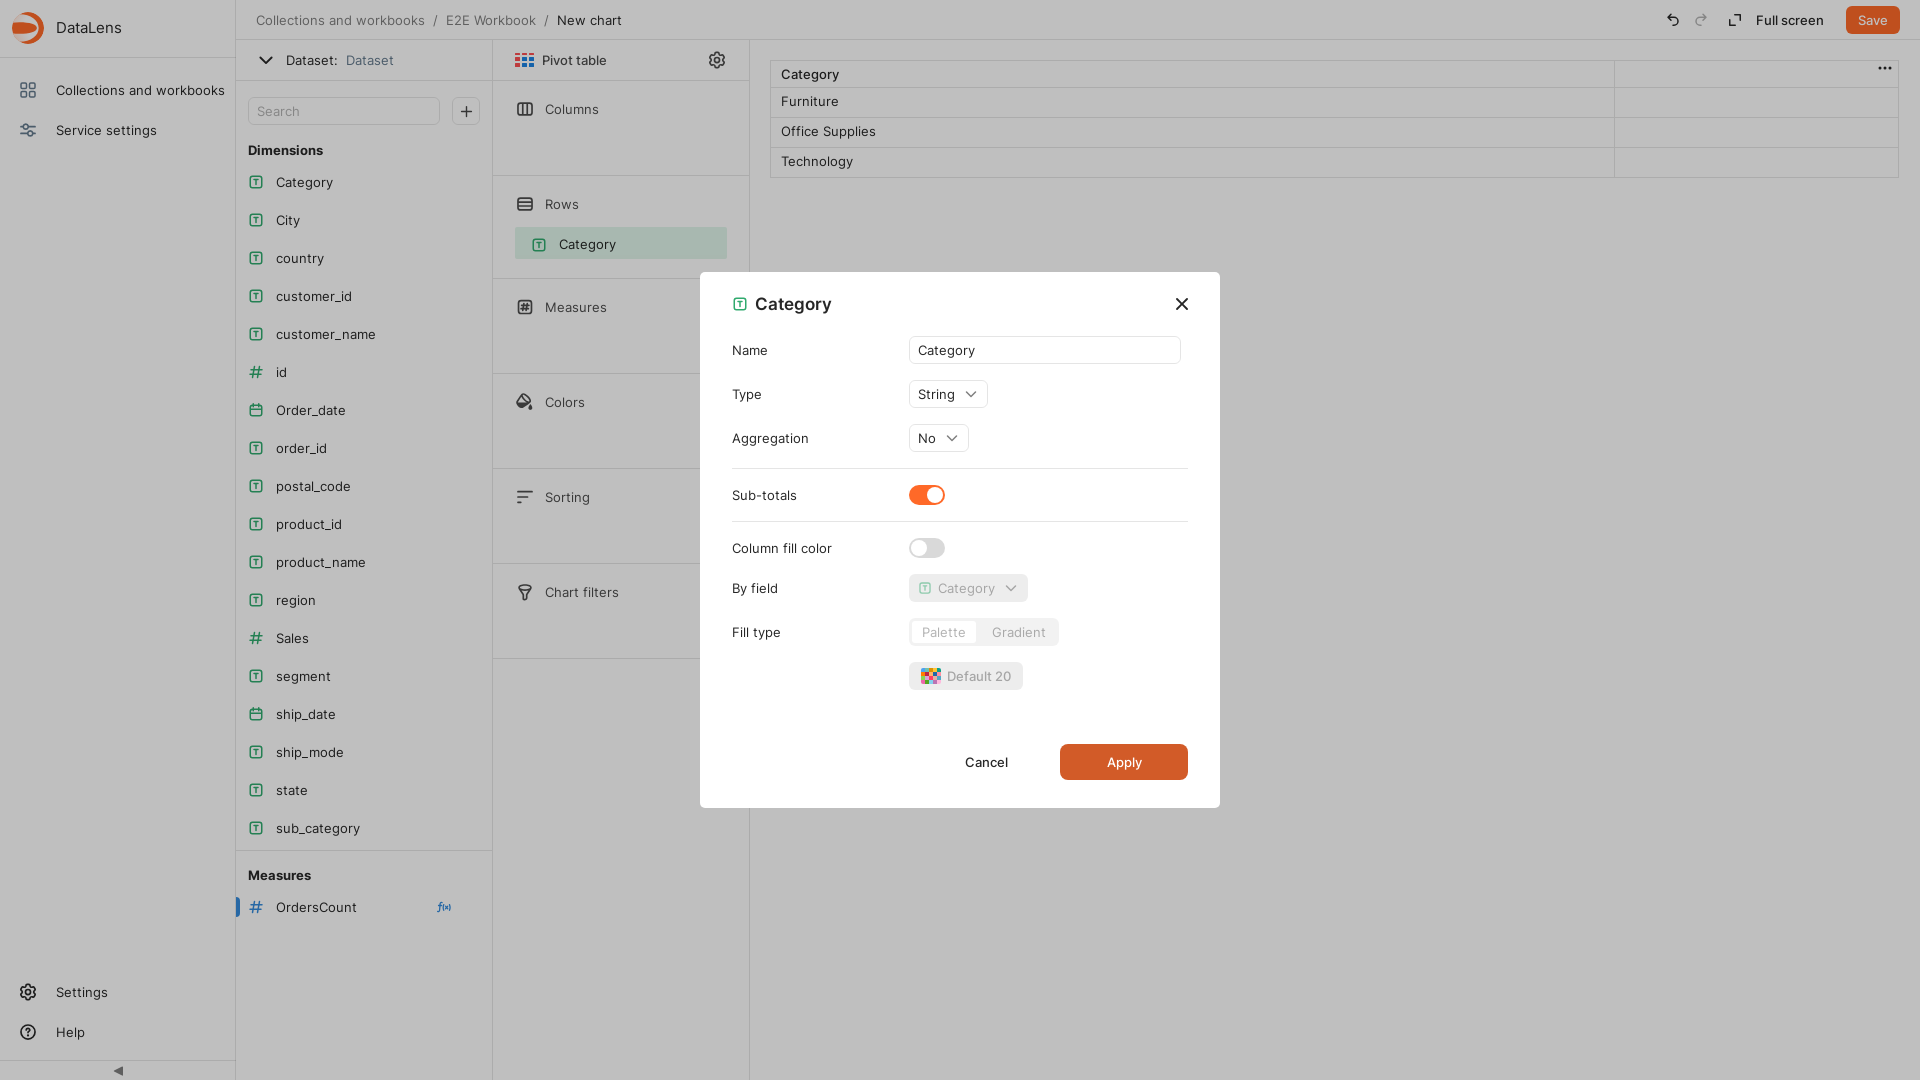 DataLens
Collections and workbooks
Service settings
Settings
Help
Collections and workbooks / E2E Workbook / New chart
Full screen
Save
Dataset: Dataset
Search
Dimensions
Category
City
country
customer_id
customer_name
id
Order_date
order_id
postal_code
product_id
product_name
region
Sales
segment
ship_date
ship_mode
state
sub_category
Measures
OrdersCount
Pivot table
Columns
Rows
Category
Measures
Colors
Sorting
Chart filters
Category
Furniture
Office Supplies
Technology
Category
Name
Category
Type
String
Aggregation
No
Sub-totals
Column fill color
By field
Category
Fill type
Palette
Gradient
Default 20
Cancel
Apply